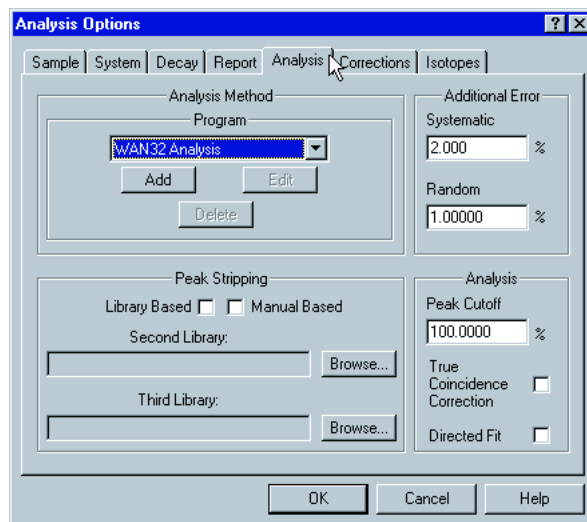 Analysis Options
Sample System Decay Report Analysis Corrections Isotopes
Analysis Method
Program
WAN32 Analysis
Add Edit
Delete
Additional Error
Systematic
2.000 %
Random
1.00000 %
Peak Stripping
Library Based Manual Based
Second Library:
Browse...
Third Library:
Browse...
Analysis
Peak Cutoff
100.0000 %
True
Coincidence
Correction
Directed Fit
OK Cancel Help